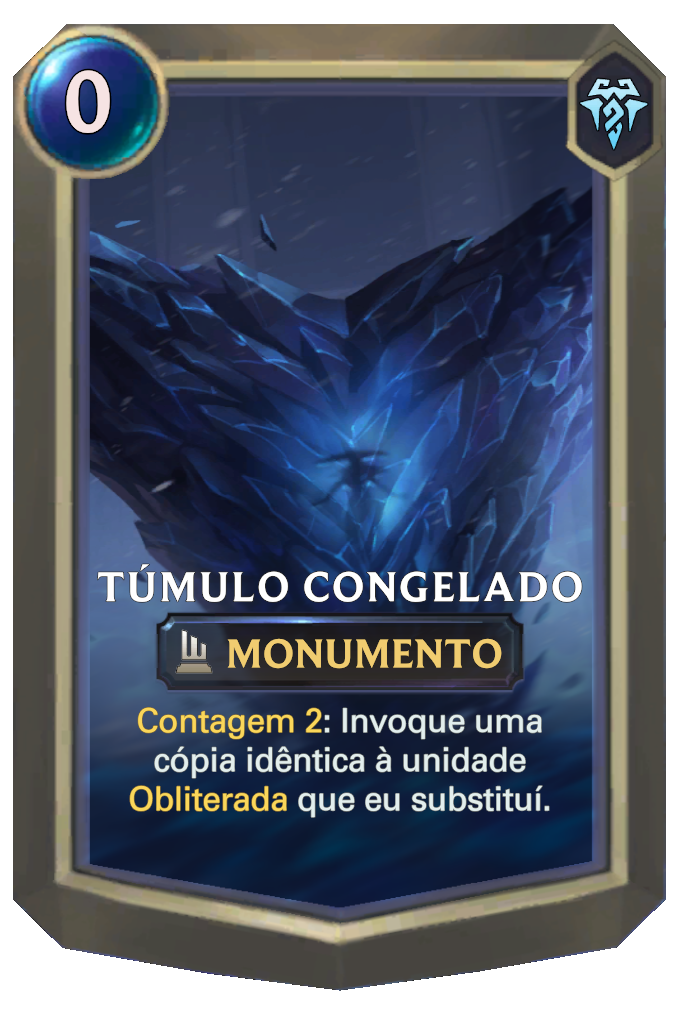 0
TÚMULO CONGELADO
MONUMENTO
Contagem 2: Invoque uma
cópia idêntica à unidade
Obliterada que eu substituí.